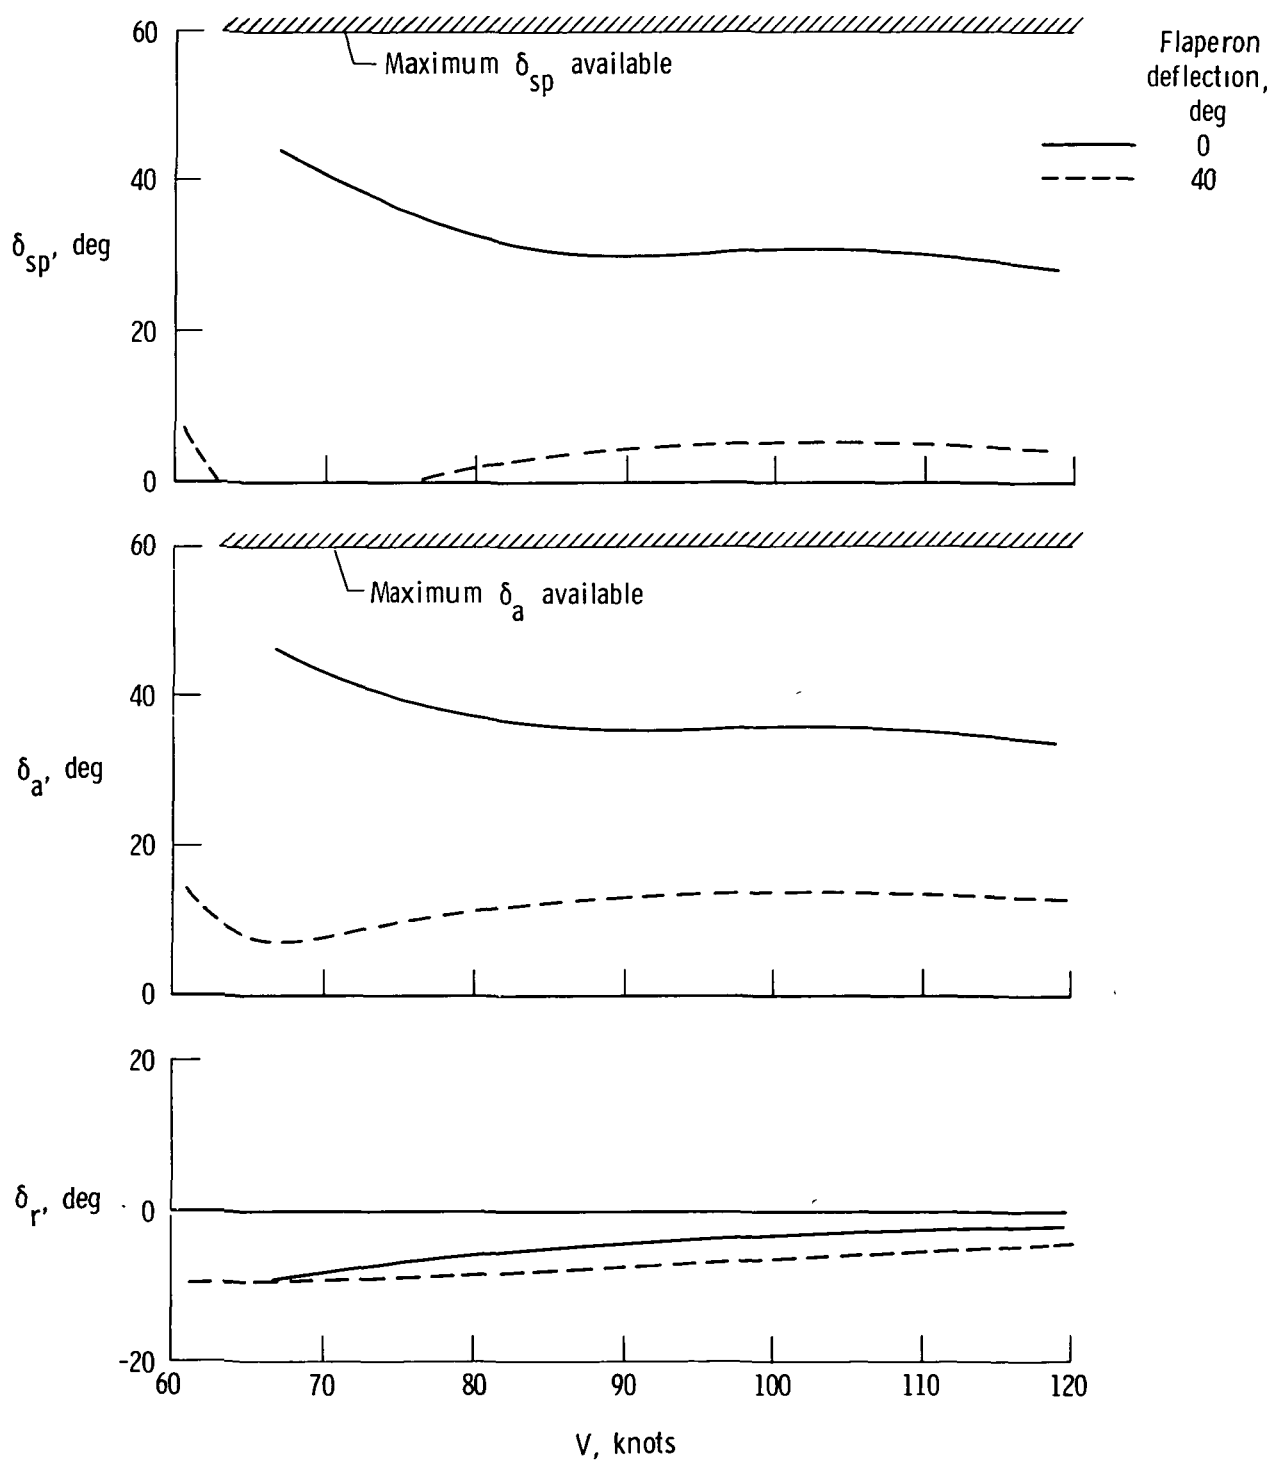 60
Maximum δsp available
Flaperon
deflection,
deg
0
40
40
δsp, deg
20
0
60
Maximum δa available
40
δa, deg
20
0
20
δr, deg
0
-20
60 70 80 90 100 110 120
V, knots